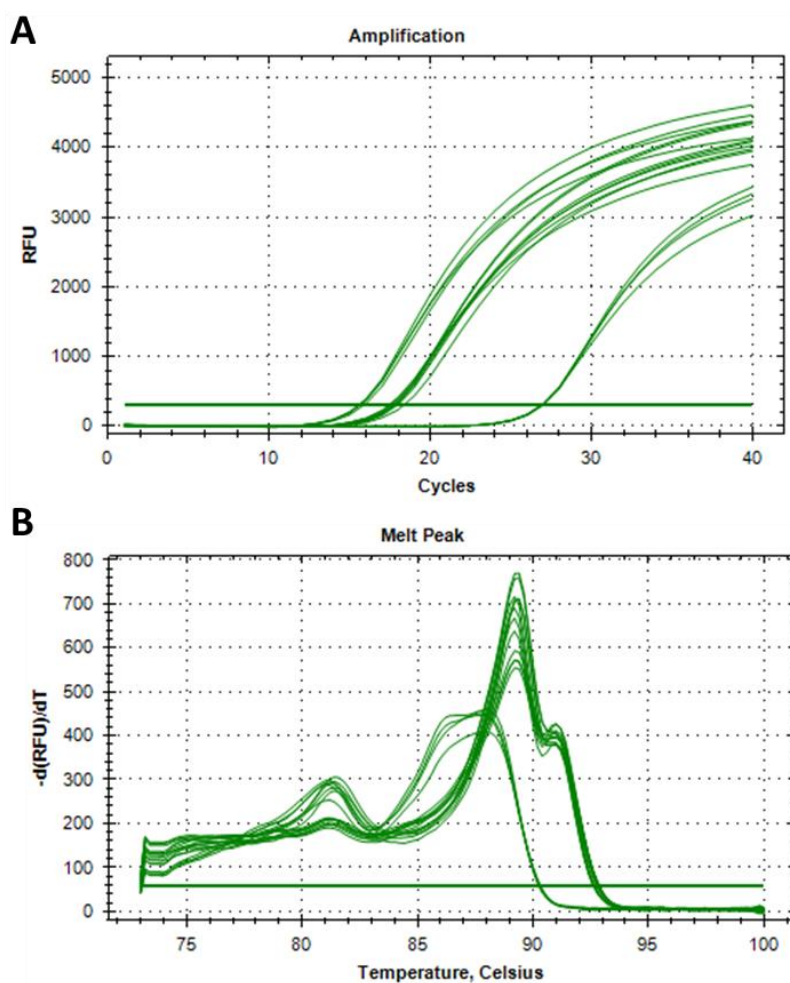 A
Amplification
5000
4000
3000
2000
1000
0
RFU
0 10 20 30 40
Cycles
B
Melt Peak
800
700
600
500
400
300
200
100
0
-d(RFU)/dT
75 80 85 90 95 100
Temperature, Celsius